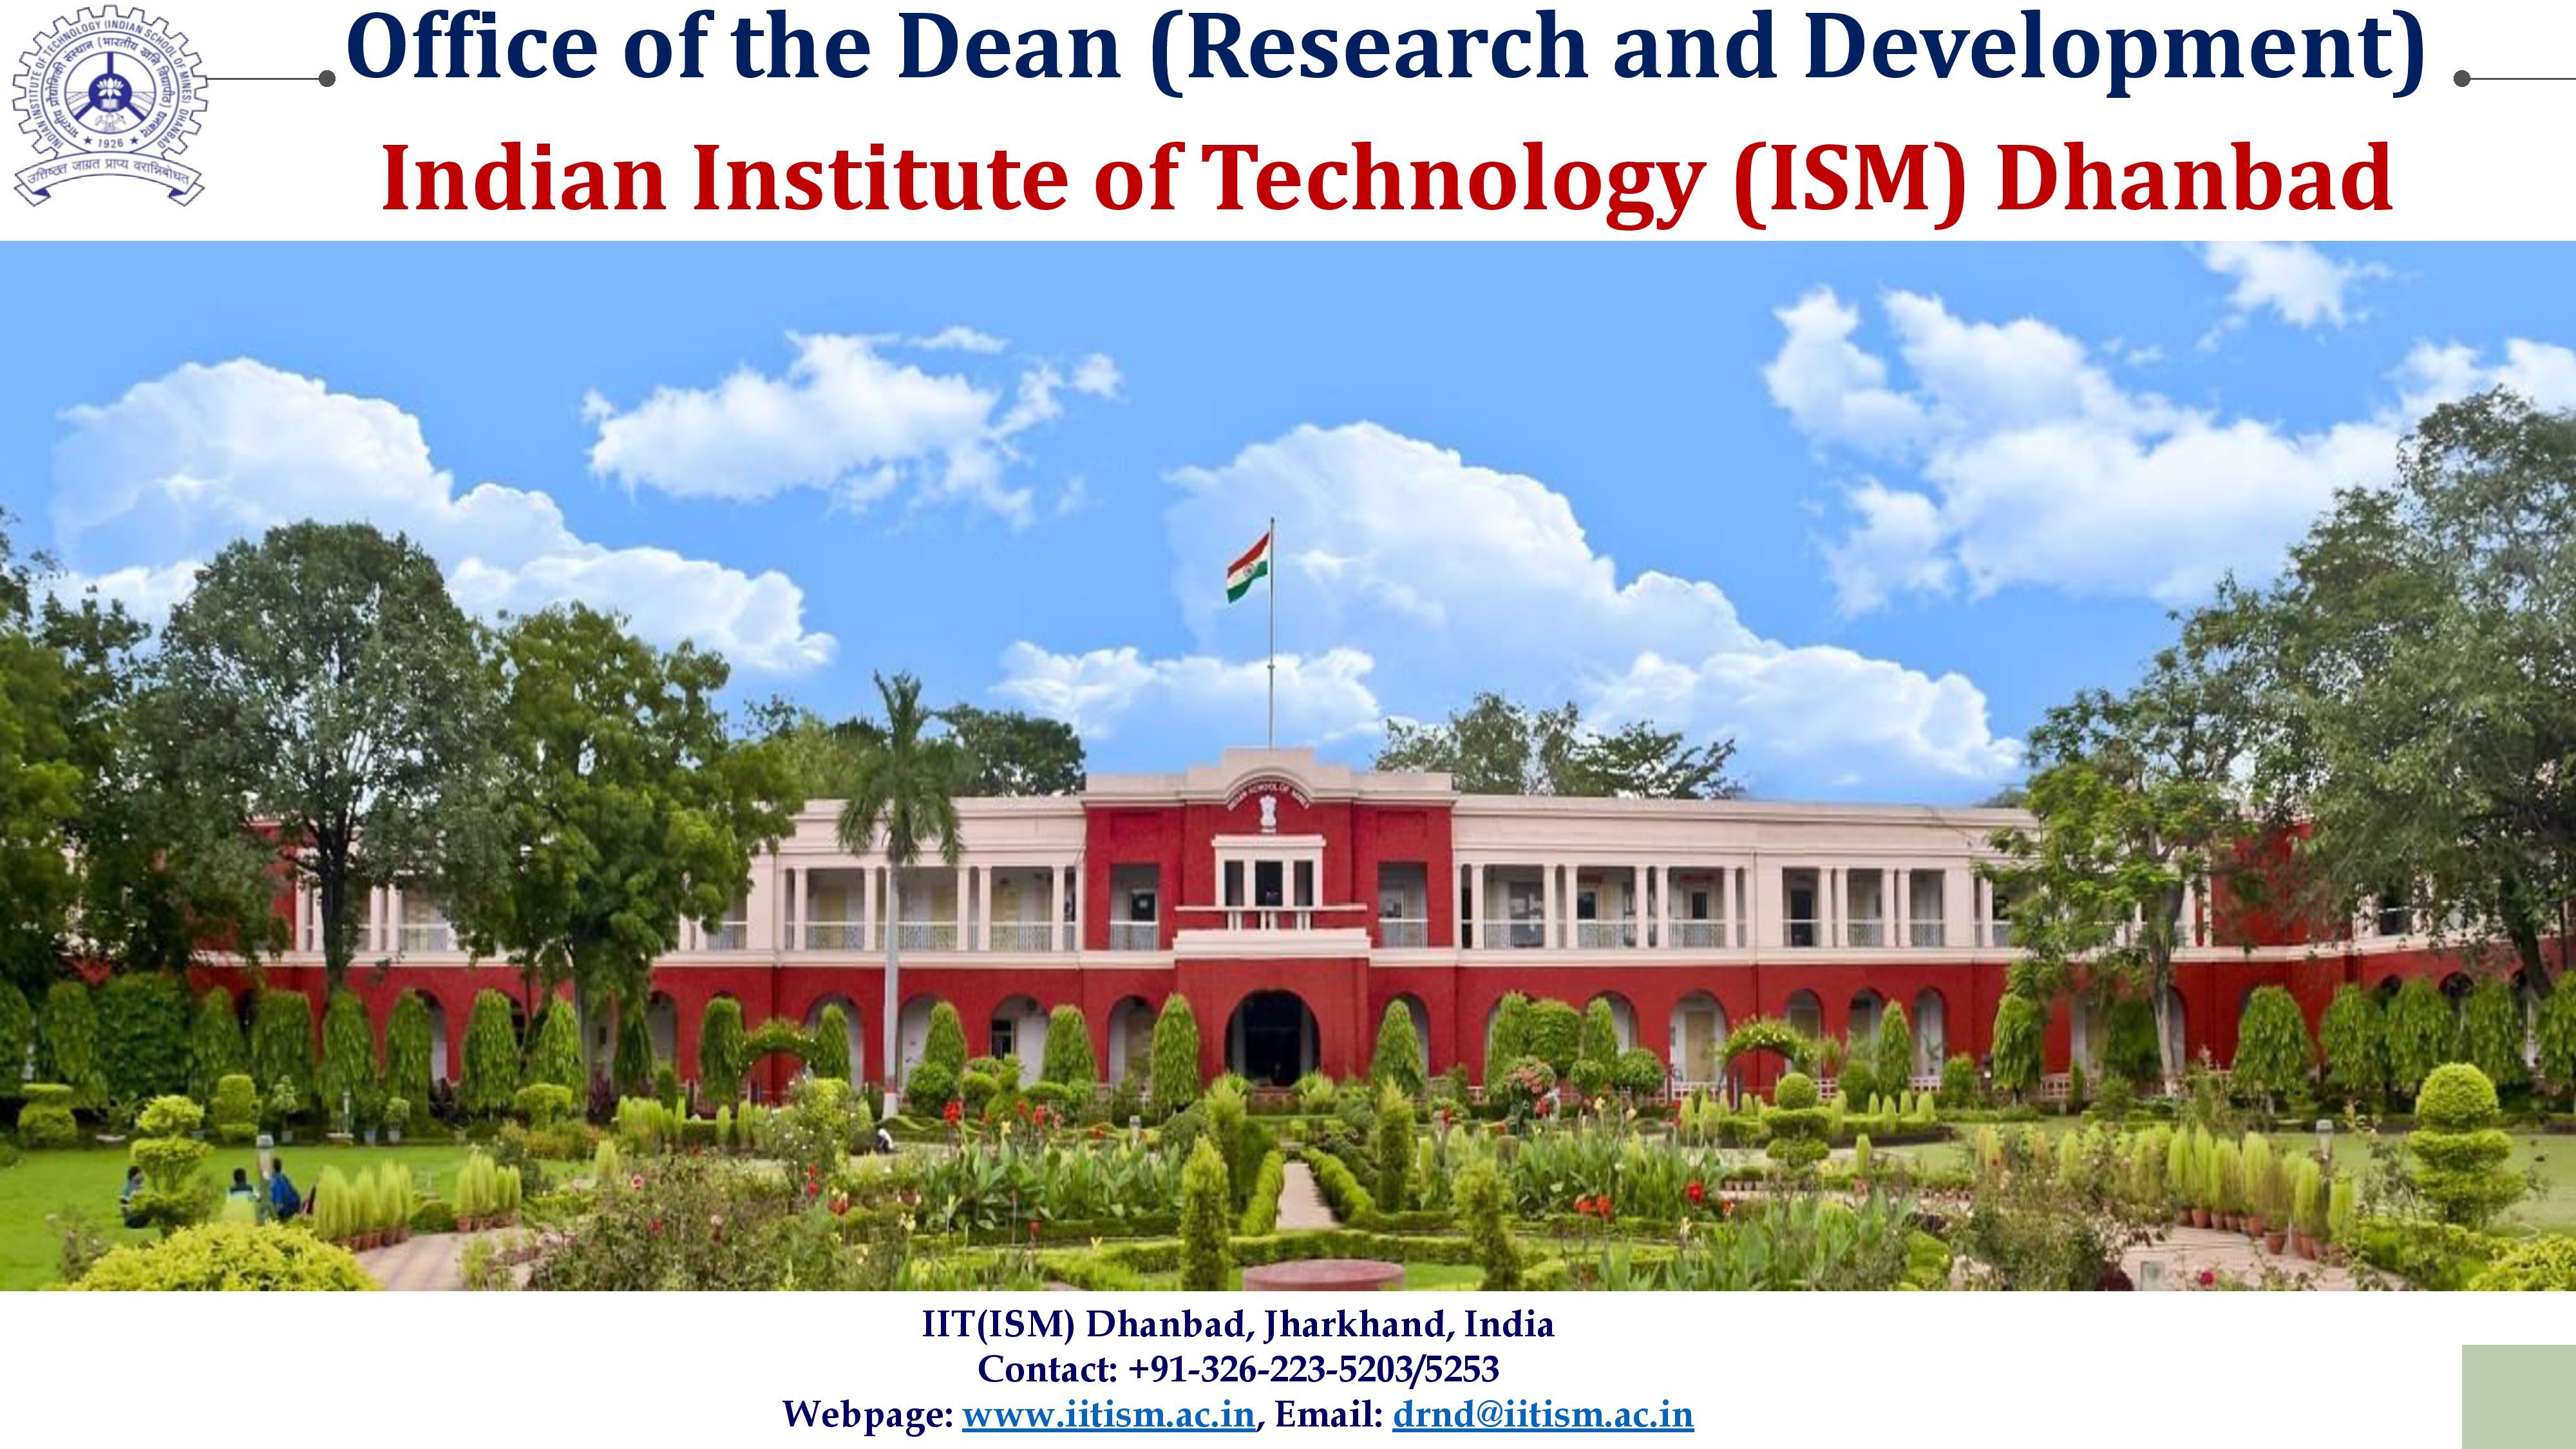 Office of the Dean (Research and Development)
Indian Institute of Technology (ISM) Dhanbad
INDIAN INSTITUTE OF TECHNOLOGY (INDIAN SCHOOL OF MINES) DHANBAD
भारतीय प्रौद्योगिकी संस्थान (भारतीय खनि विद्यापीठ) धनबाद
★ 1926 ★
उत्तिष्ठत जाग्रत प्राप्य वरान्निबोधत
INDIAN SCHOOL OF MINES
IIT(ISM) Dhanbad, Jharkhand, India
Contact: +91-326-223-5203/5253
Webpage: www.iitism.ac.in, Email: drnd@iitism.ac.in